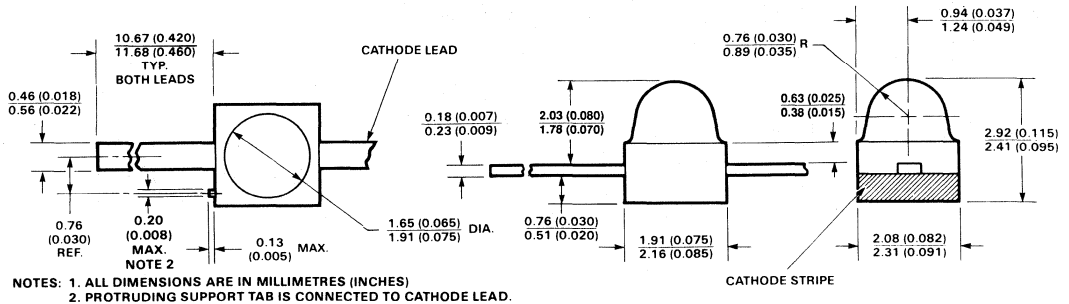 10.67 (0.420)
11.68 (0.460)
TYP.
BOTH LEADS
CATHODE LEAD
0.46 (0.018)
0.56 (0.022)
0.76
(0.030)
REF.
0.20
(0.008)
MAX.
NOTE 2
0.13
(0.005)
MAX.
1.65 (0.065)
1.91 (0.075)
DIA.
0.18 (0.007)
0.23 (0.009)
2.03 (0.080)
1.78 (0.070)
0.76 (0.030)
0.51 (0.020)
1.91 (0.075)
2.16 (0.085)
0.76 (0.030)
0.89 (0.035)
R
0.94 (0.037)
1.24 (0.049)
0.63 (0.025)
0.38 (0.015)
2.92 (0.115)
2.41 (0.095)
2.08 (0.082)
2.31 (0.091)
CATHODE STRIPE
NOTES: 1. ALL DIMENSIONS ARE IN MILLIMETRES (INCHES)
2. PROTRUDING SUPPORT TAB IS CONNECTED TO CATHODE LEAD.